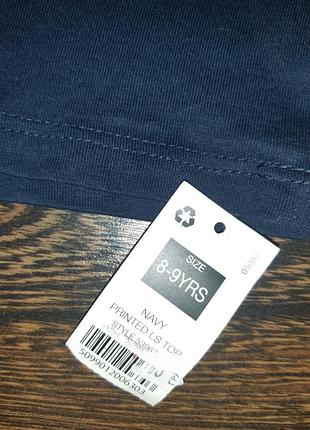 SIZE
8-9YRS
NAVY
PRINTED LS TOP
5099012006303